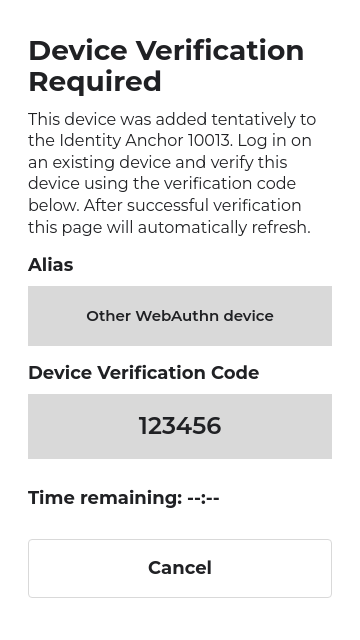 Device Verification
Required
This device was added tentatively to
the Identity Anchor 10013. Log in on
an existing device and verify this
device using the verification code
below. After successful verification
this page will automatically refresh.
Alias
Other WebAuthn device
Device Verification Code
123456
Time remaining: --:--
Cancel